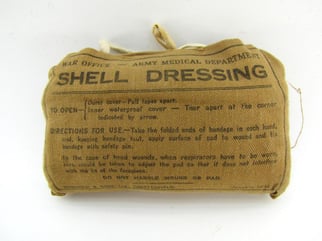 WAR OFFICE — ARMY MEDICAL DEPARTMENT
SHELL DRESSING
TO OPEN— Outer cover—Pull tapes apart.
Inner waterproof cover — Tear apart at the corner
indicated by arrow.
DIRECTIONS FOR USE.—Take the folded ends of bandage in each hand,
and, keeping bandage taut, apply surface of pad to wound and fix
bandage with safety pin.
In the case of head wounds, when respirators have to be worn,
care should be taken to adjust the pad so that it does not interfere
with the fit of the facepiece.
DO NOT HANDLE WOUND OR PAD.